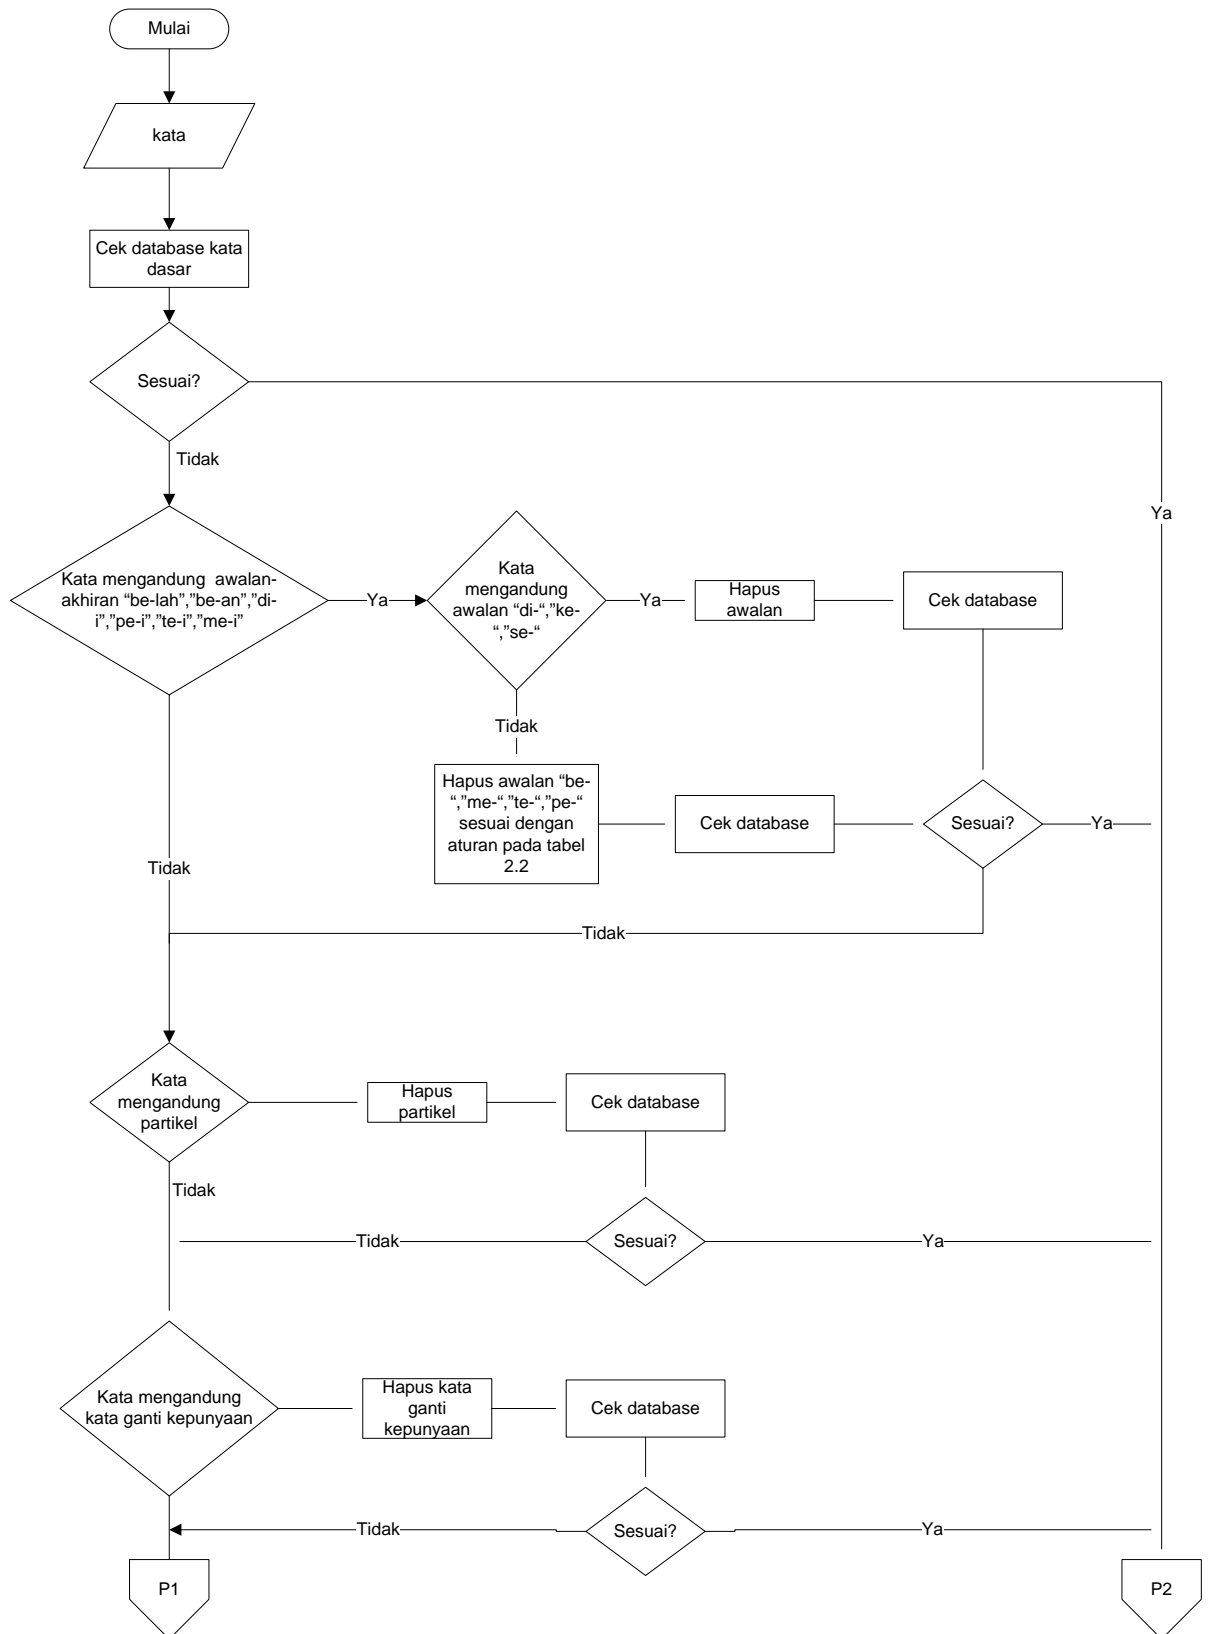 Mulai
kata
Cek database kata
dasar
Sesuai?
Tidak
Ya
Kata mengandung  awalan-
akhiran “be-lah”,”be-an”,”di-
i”,”pe-i”,”te-i”,”me-i”
Ya
Kata
mengandung
awalan “di-“,”ke-
“,”se-“
Ya
Hapus
awalan
Cek database
Tidak
Hapus awalan “be-
“,”me-“,”te-“,”pe-“
sesuai dengan
aturan pada tabel
2.2
Cek database
Sesuai?
Ya
Tidak
Tidak
Kata
mengandung
partikel
Hapus
partikel
Cek database
Tidak
Tidak
Sesuai?
Ya
Kata mengandung
kata ganti kepunyaan
Hapus kata
ganti
kepunyaan
Cek database
Tidak
Sesuai?
Ya
P1
P2